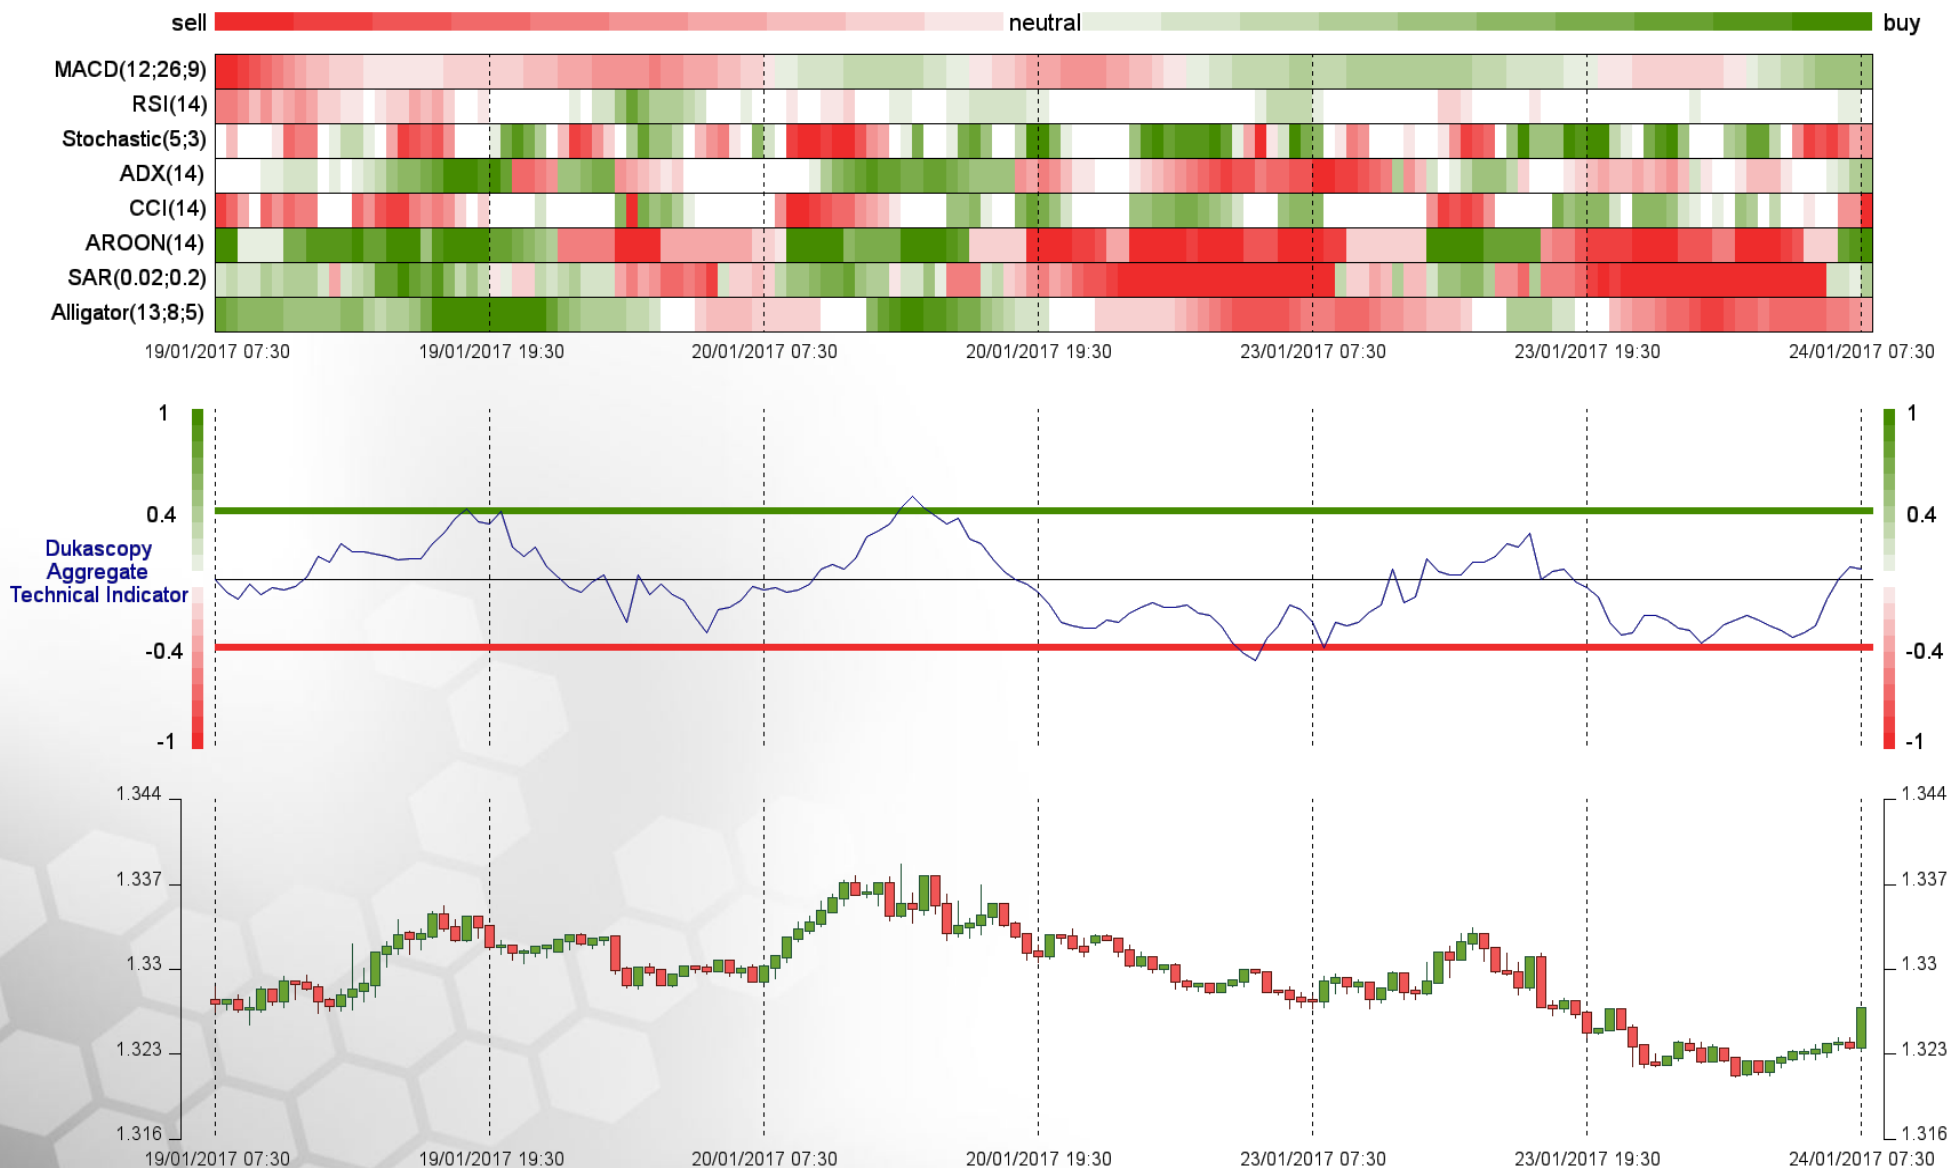 sell neutral buy
MACD(12;26;9)
RSI(14)
Stochastic(5;3)
ADX(14)
CCI(14)
AROON(14)
SAR(0.02;0.2)
Alligator(13;8;5)
19/01/2017 07:30 19/01/2017 19:30 20/01/2017 07:30 20/01/2017 19:30 23/01/2017 07:30 23/01/2017 19:30 24/01/2017 07:30
1 1
0.4 0.4
Dukascopy
Aggregate
Technical Indicator
-0.4 -0.4
-1 -1
1.344 1.344
1.337 1.337
1.33 1.33
1.323 1.323
1.316 1.316
19/01/2017 07:30 19/01/2017 19:30 20/01/2017 07:30 20/01/2017 19:30 23/01/2017 07:30 23/01/2017 19:30 24/01/2017 07:30